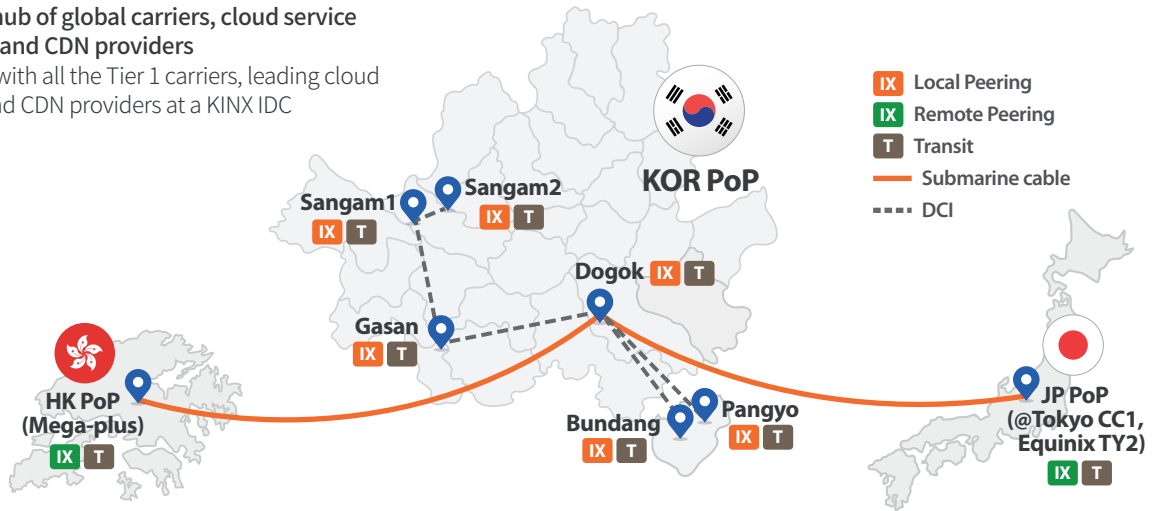 hub of global carriers, cloud service
and CDN providers
with all the Tier 1 carriers, leading cloud
nd CDN providers at a KINX IDC
IX Local Peering
IX Remote Peering
T Transit
Submarine cable
DCI
KOR PoP
Sangam1
IX T
Sangam2
IX T
Dogok IX T
Gasan
IX T
HK PoP
(Mega-plus)
IX T
Bundang
IX T
Pangyo
IX T
JP PoP
(@Tokyo CC1,
Equinix TY2)
IX T